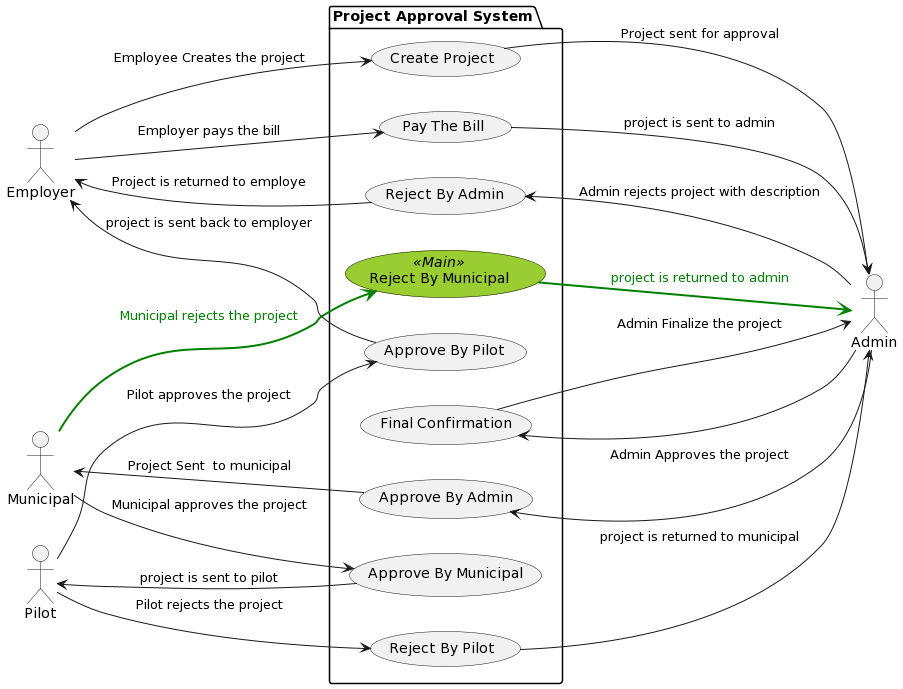 Project Approval System
Project sent for approval
Employee Creates the project
Create Project
Employer pays the bill
Pay The Bill
project is sent to admin
Project is returned to employe
Reject By Admin
Admin rejects project with description
Employer
project is sent back to employer
«Main»
Reject By Municipal
project is returned to admin
Municipal rejects the project
Admin Finalize the project
Admin
Approve By Pilot
Pilot approves the project
Final Confirmation
Admin Approves the project
Project Sent  to municipal
Approve By Admin
Municipal
Municipal approves the project
project is returned to municipal
project is sent to pilot
Approve By Municipal
Pilot
Pilot rejects the project
Reject By Pilot